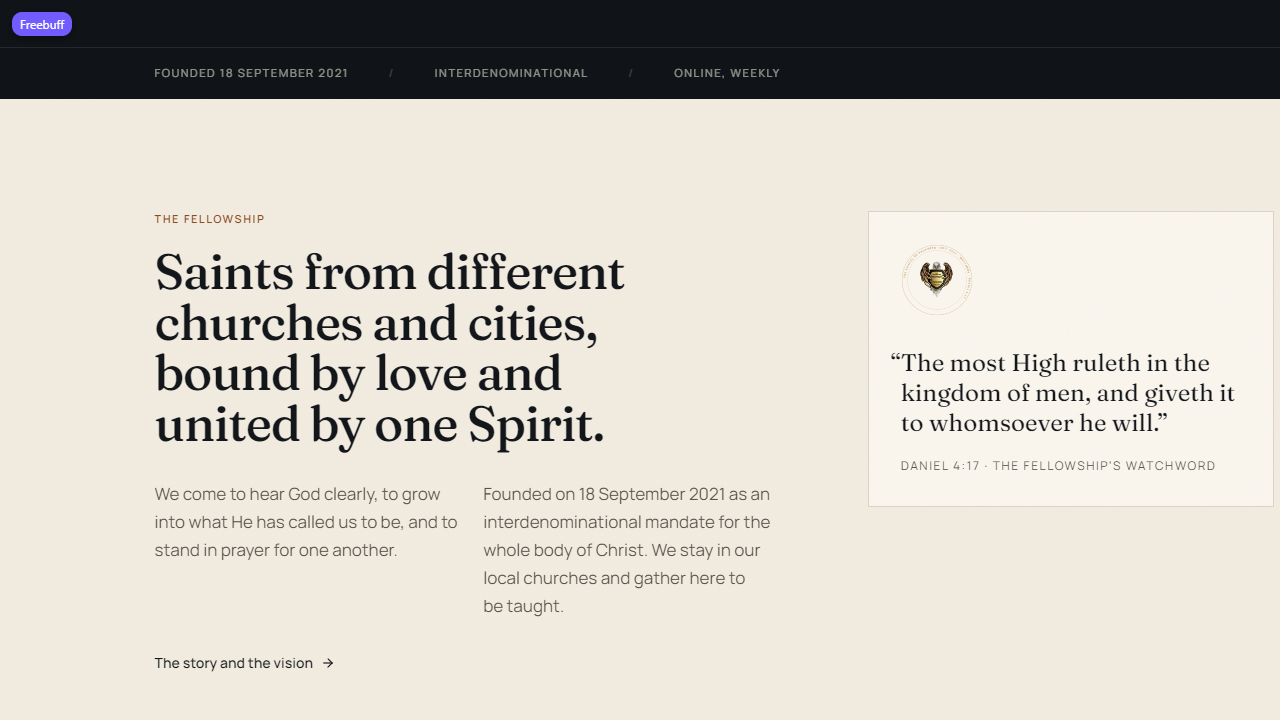 Freebuff
FOUNDED 18 SEPTEMBER 2021 / INTERDENOMINATIONAL / ONLINE, WEEKLY
THE FELLOWSHIP
Saints from different
churches and cities,
bound by love and
united by one Spirit.
We come to hear God clearly, to grow
into what He has called us to be, and to
stand in prayer for one another.
Founded on 18 September 2021 as an
interdenominational mandate for the
whole body of Christ. We stay in our
local churches and gather here to
be taught.
The story and the vision →
“The most High ruleth in the
kingdom of men, and giveth it
to whomsoever he will.”
DANIEL 4:17 · THE FELLOWSHIP'S WATCHWORD